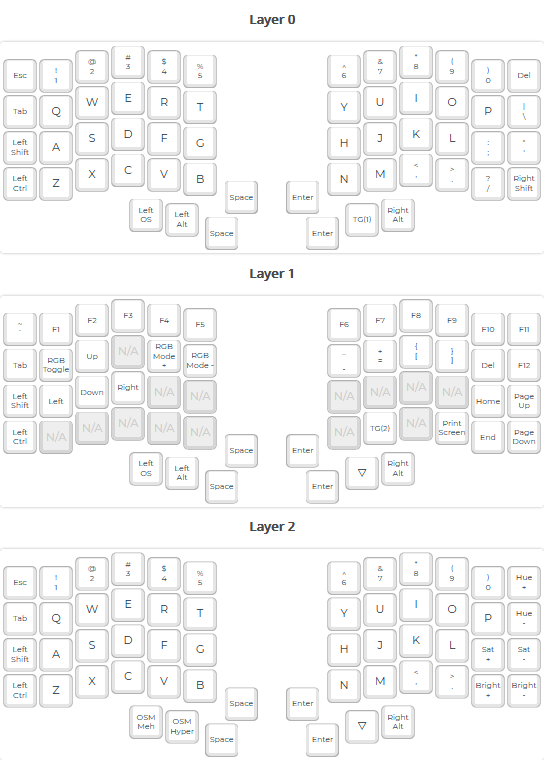 Layer 0
Esc ! 1 @ 2 # 3 $ 4 % 5 ^ 6 & 7 * 8 ( 9 ) 0 Del
Tab Q W E R T Y U I O P | \
Left Shift A S D F G H J K L : ; " '
Left Ctrl Z X C V B N M < , > . ? / Right Shift
Left OS Left Alt Space Enter TG(1) Right Alt
Space Enter
Layer 1
~ ` F1 F2 F3 F4 F5 F6 F7 F8 F9 F10 F11
Tab RGB Toggle Up N/A RGB Mode + RGB Mode - _ - + = { [ } ] Del F12
Left Shift Left Down Right N/A N/A N/A N/A N/A N/A Home Page Up
Left Ctrl N/A N/A N/A N/A N/A N/A TG(2) N/A Print Screen End Page Down
Left OS Left Alt Space Enter ▽ Right Alt
Space Enter
Layer 2
Esc ! 1 @ 2 # 3 $ 4 % 5 ^ 6 & 7 * 8 ( 9 ) 0 Hue +
Tab Q W E R T Y U I O P Hue -
Left Shift A S D F G H J K L Sat + Sat -
Left Ctrl Z X C V B N M < , > . Bright + Bright -
OSM Meh OSM Hyper Space Enter ▽ Right Alt
Space Enter